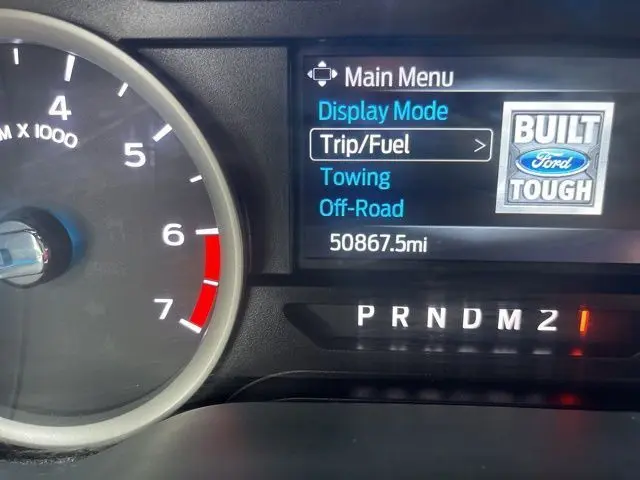 4
M X 1000
5
6
7
Main Menu
Display Mode
Trip/Fuel >
Towing
Off-Road
50867.5mi
BUILT
Ford
TOUGH
P R N D M 2 1